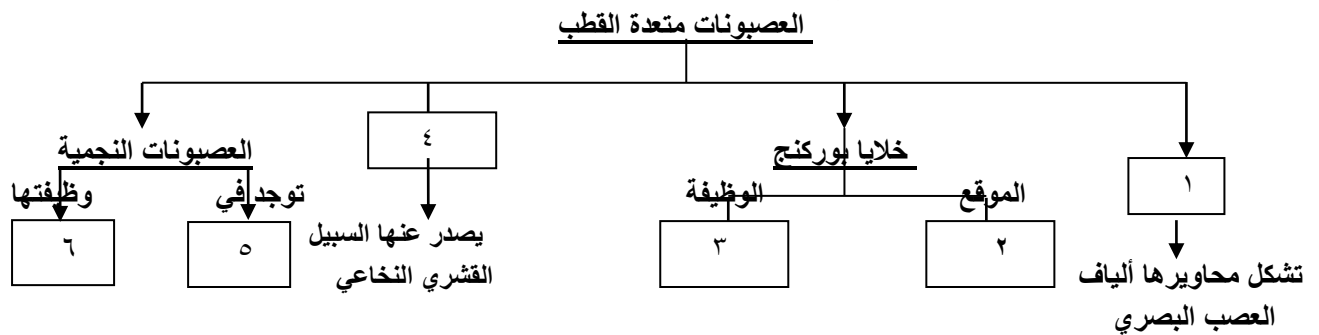 العصبونات متعدة القطب
١
تشكل محاويرها ألياف
العصب البصري
خلايا بوركنج
الموقع
٢
الوظيفة
٣
٤
يصدر عنها السبيل
القشري النخاعي
العصبونات النجمية
توجد في
٥
وظيفتها
٦